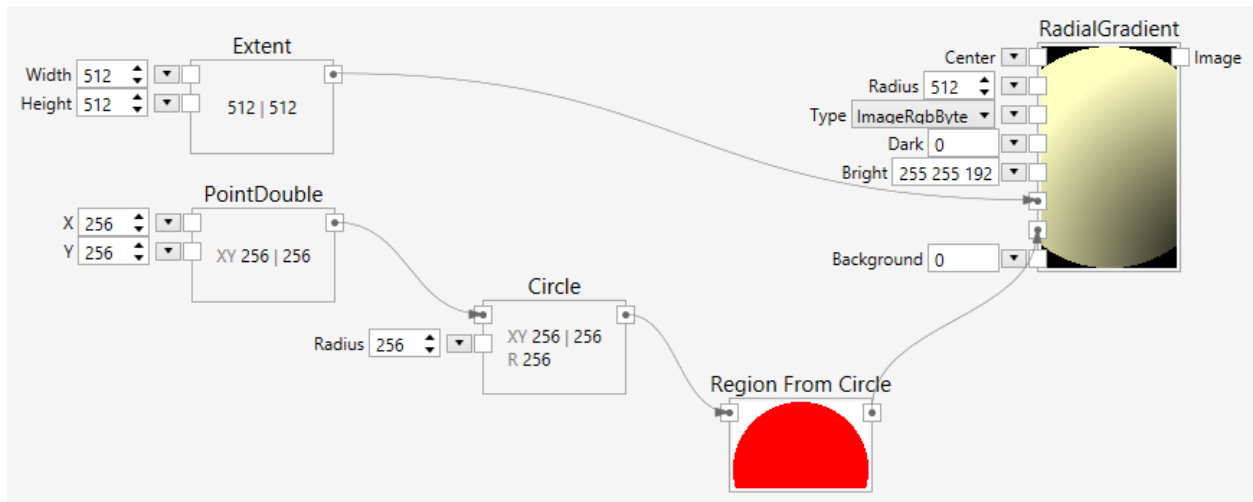 Extent
Width 512
Height 512
512 | 512
PointDouble
X 256
Y 256
XY 256 | 256
Circle
Radius 256
XY 256 | 256
R 256
Region From Circle
RadialGradient
Center
Radius 512
Type ImageRgbByte
Dark 0
Bright 255 255 192
Background 0
Image